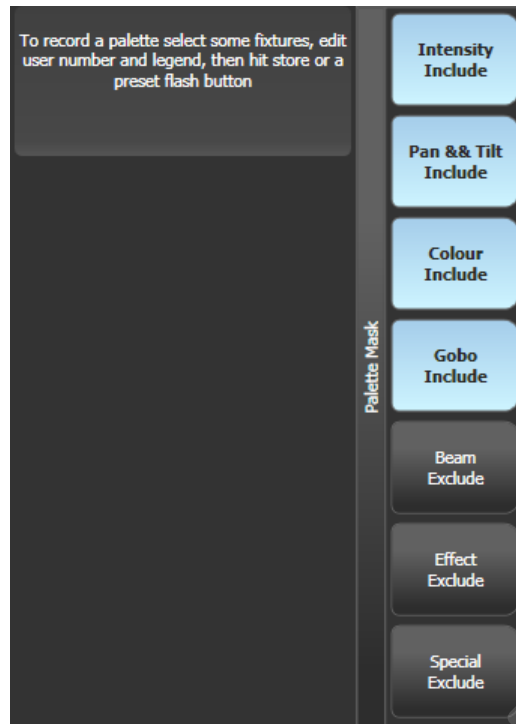 To record a palette select some fixtures, edit
user number and legend, then hit store or a
preset flash button
Palette Mask
Intensity
Include
Pan && Tilt
Include
Colour
Include
Gobo
Include
Beam
Exclude
Effect
Exclude
Special
Exclude